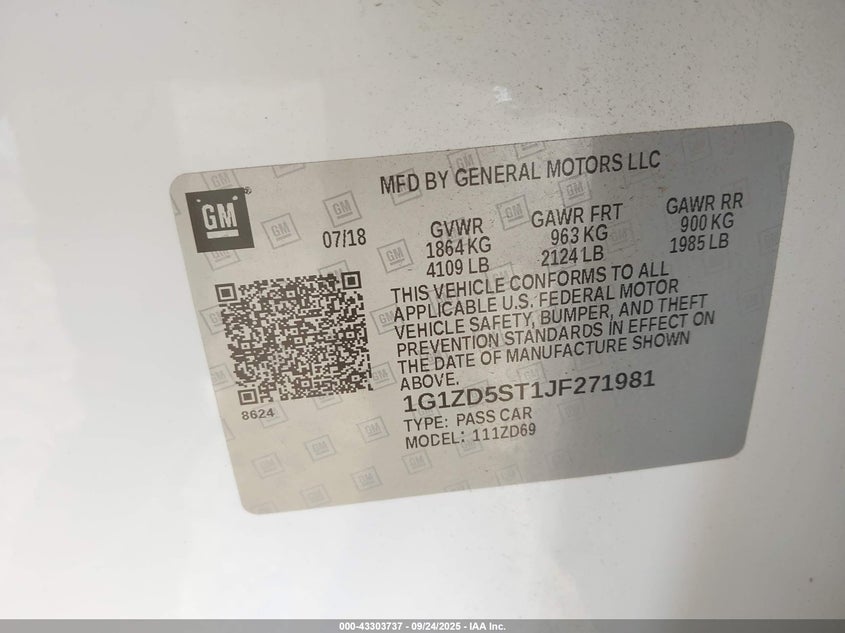 MFD BY GENERAL MOTORS LLC
GM
07/18
GVWR GAWR FRT GAWR RR
1864 KG 963 KG 900 KG
4109 LB 2124 LB 1985 LB
THIS VEHICLE CONFORMS TO ALL
APPLICABLE U.S. FEDERAL MOTOR
VEHICLE SAFETY, BUMPER, AND THEFT
PREVENTION STANDARDS IN EFFECT ON
THE DATE OF MANUFACTURE SHOWN
ABOVE.
8624
1G1ZD5ST1JF271981
TYPE: PASS CAR
MODEL: 111ZD69
000-43303737 - 09/24/2025 - IAA Inc.